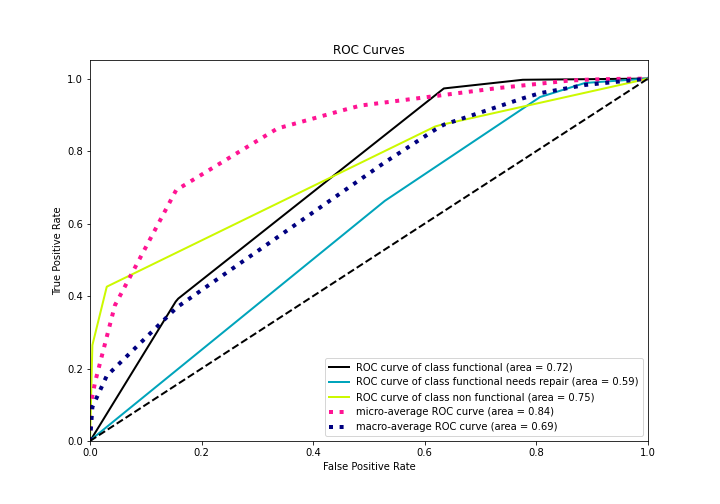 ROC Curves
True Positive Rate
1.0
0.8
0.6
0.4
0.2
0.0
ROC curve of class functional (area = 0.72)
ROC curve of class functional needs repair (area = 0.59)
ROC curve of class non functional (area = 0.75)
micro-average ROC curve (area = 0.84)
macro-average ROC curve (area = 0.69)
0.0 0.2 0.4 0.6 0.8 1.0
False Positive Rate